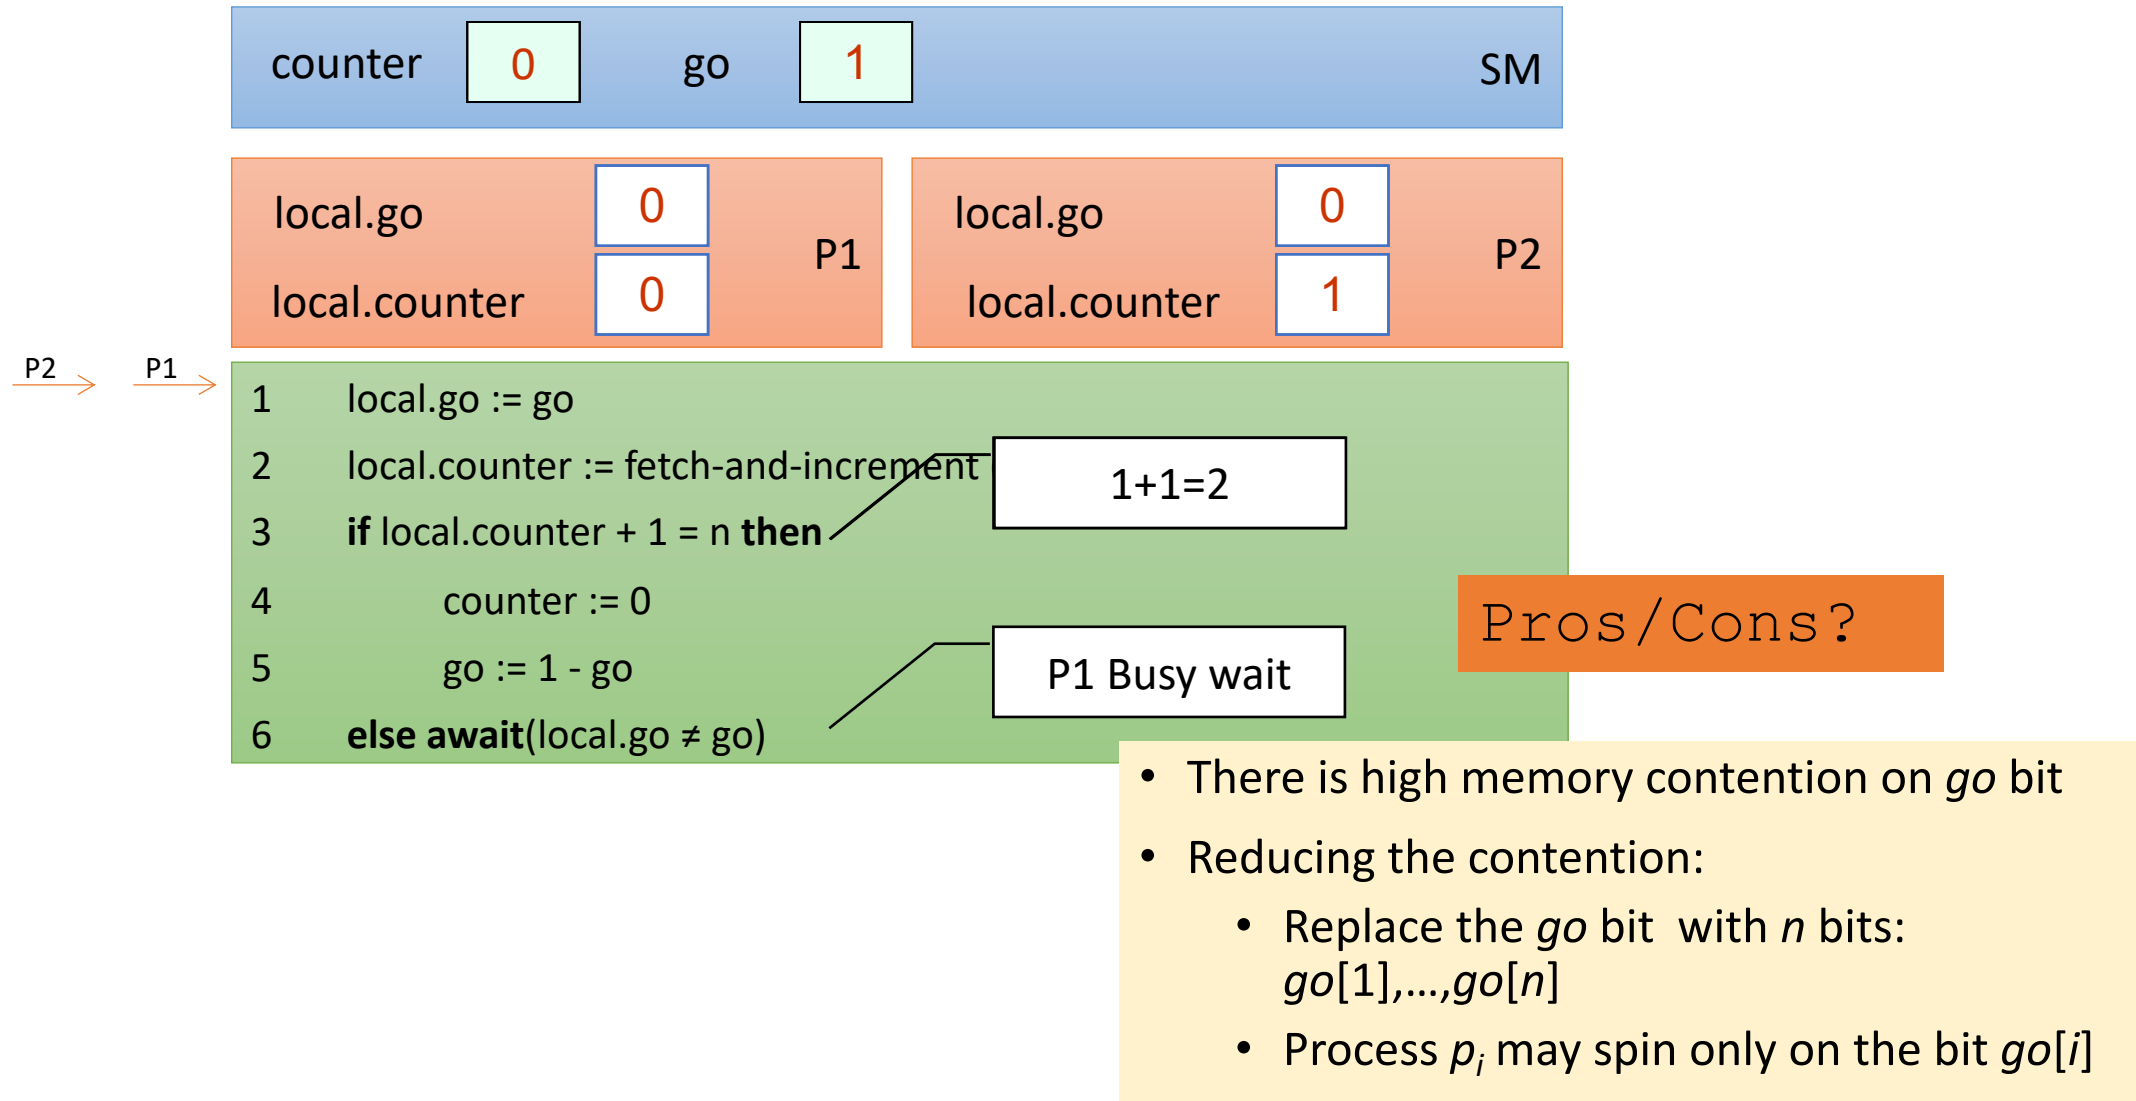 counter 0 go 1 SM
local.go 0
local.counter 0
P1
local.go 0
local.counter 1
P2
P2 P1
1 local.go := go
2 local.counter := fetch-and-increment
3 if local.counter + 1 = n then
4 counter := 0
5 go := 1 - go
6 else await(local.go ≠ go)
1+1=2
P1 Busy wait
Pros/Cons?
• There is high memory contention on go bit
• Reducing the contention:
• Replace the go bit with n bits:
go[1],…,go[n]
• Process pi may spin only on the bit go[i]